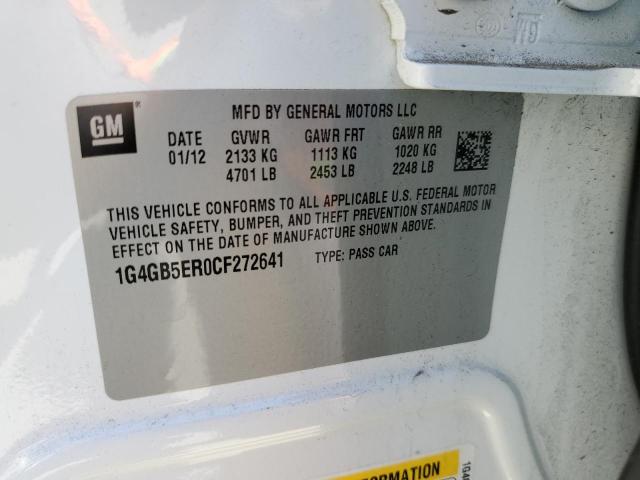 GM
MFD BY GENERAL MOTORS LLC
DATE GVWR GAWR FRT GAWR RR
01/12 2133 KG 1113 KG 1020 KG
4701 LB 2453 LB 2248 LB
THIS VEHICLE CONFORMS TO ALL APPLICABLE U.S. FEDERAL MOTOR
VEHICLE SAFETY, BUMPER, AND THEFT PREVENTION STANDARDS IN
EFFECT ON THE DATE OF MANUFACTURE SHOWN ABOVE.
1G4GB5ER0CF272641 TYPE: PASS CAR